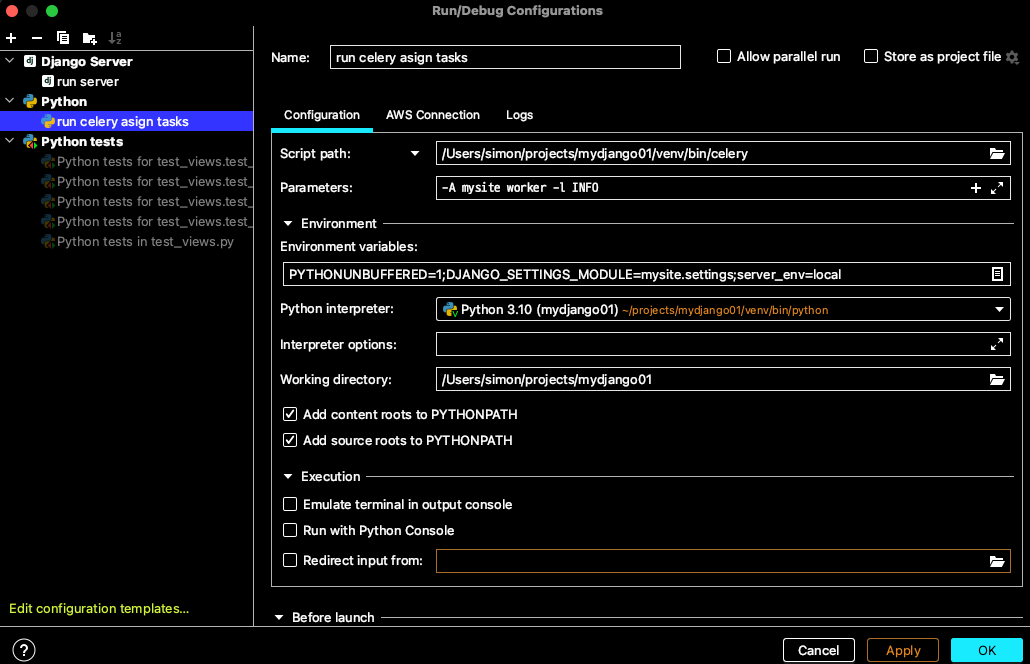 Run/Debug Configurations
Django Server
run server
Python
run celery asign tasks
Python tests
Python tests for test_views.test_
Python tests for test_views.test_
Python tests for test_views.test_
Python tests for test_views.test_
Python tests in test_views.py
Edit configuration templates...
Name: run celery asign tasks Allow parallel run Store as project file
Configuration AWS Connection Logs
Script path: /Users/simon/projects/mydjango01/venv/bin/celery
Parameters: -A mysite worker -l INFO
Environment
Environment variables:
PYTHONUNBUFFERED=1;DJANGO_SETTINGS_MODULE=mysite.settings;server_env=local
Python interpreter: Python 3.10 (mydjango01) ~/projects/mydjango01/venv/bin/python
Interpreter options:
Working directory: /Users/simon/projects/mydjango01
Add content roots to PYTHONPATH
Add source roots to PYTHONPATH
Execution
Emulate terminal in output console
Run with Python Console
Redirect input from:
Before launch
? Cancel Apply OK